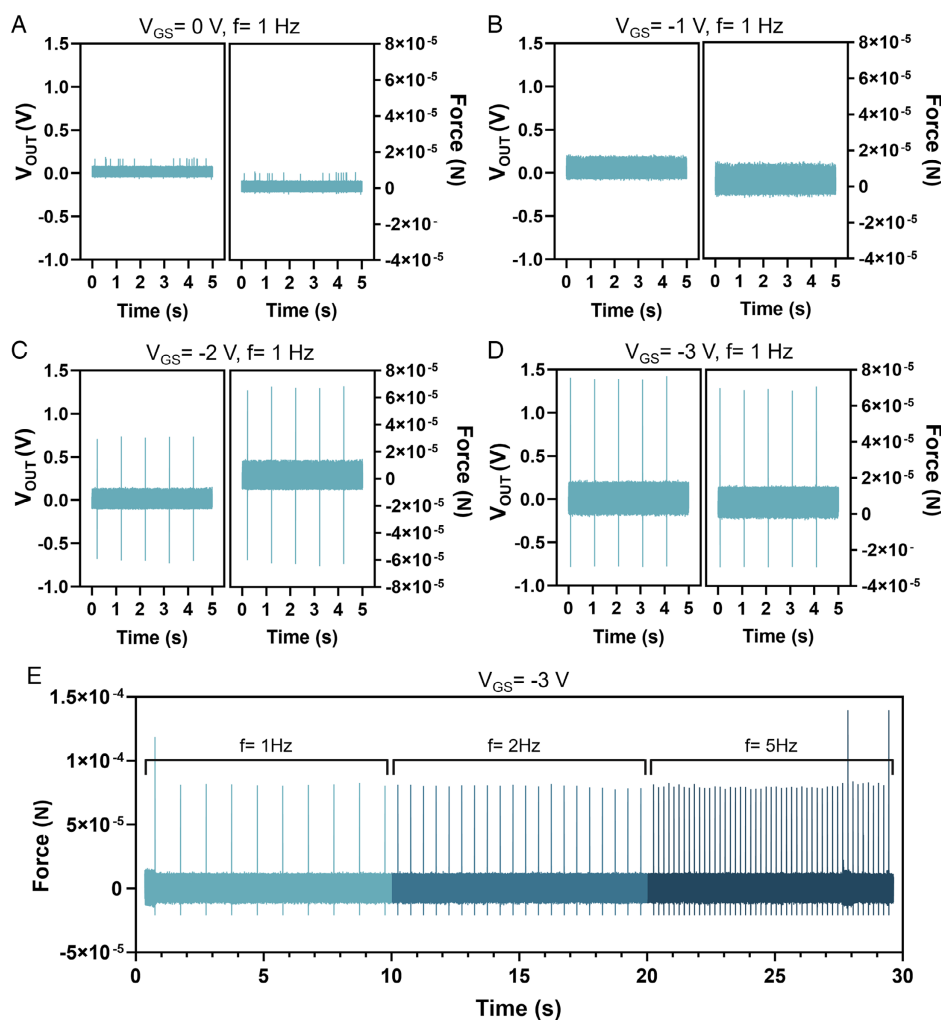 A
V_GS= 0 V, f= 1 Hz
V_OUT (V)
1.5
1.0
0.5
0.0
-0.5
-1.0
0 1 2 3 4 5
Time (s)
8×10⁻⁵
6×10⁻⁵
4×10⁻⁵
2×10⁻⁵
0
-2×10⁻
-4×10⁻⁵
Force (N)
0 1 2 3 4 5
Time (s)
B
V_GS= -1 V, f= 1 Hz
V_OUT (V)
1.5
1.0
0.5
0.0
-0.5
-1.0
0 1 2 3 4 5
Time (s)
8×10⁻⁵
6×10⁻⁵
4×10⁻⁵
2×10⁻⁵
0
-2×10⁻⁵
-4×10⁻⁵
Force (N)
0 1 2 3 4 5
Time (s)
C
V_GS= -2 V, f= 1 Hz
V_OUT (V)
1.5
1.0
0.5
0.0
-0.5
-1.0
0 1 2 3 4 5
Time (s)
8×10⁻⁵
6×10⁻⁵
4×10⁻⁵
2×10⁻⁵
0
-2×10⁻⁵
-4×10⁻⁵
-6×10⁻⁵
-8×10⁻⁵
Force (N)
0 1 2 3 4 5
Time (s)
D
V_GS= -3 V, f= 1 Hz
V_OUT (V)
1.5
1.0
0.5
0.0
-0.5
-1.0
0 1 2 3 4 5
Time (s)
8×10⁻⁵
6×10⁻⁵
4×10⁻⁵
2×10⁻⁵
0
-2×10⁻
-4×10⁻⁵
Force (N)
0 1 2 3 4 5
Time (s)
E
V_GS= -3 V
Force (N)
1.5×10⁻⁴
1×10⁻⁴
5×10⁻⁵
0
-5×10⁻⁵
f= 1Hz
f= 2Hz
f= 5Hz
0 5 10 15 20 25 30
Time (s)